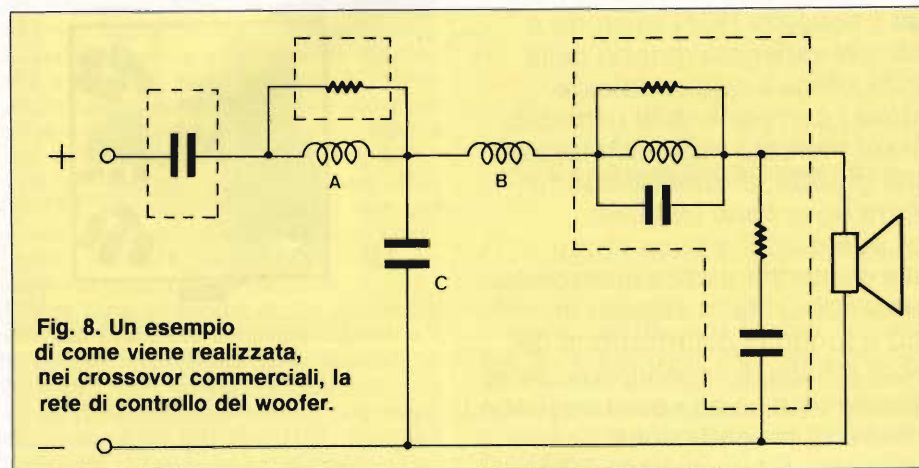 +
A
B
C
Fig. 8. Un esempio
di come viene realizzata,
nei crossovor commerciali, la
rete di controllo del woofer.
–